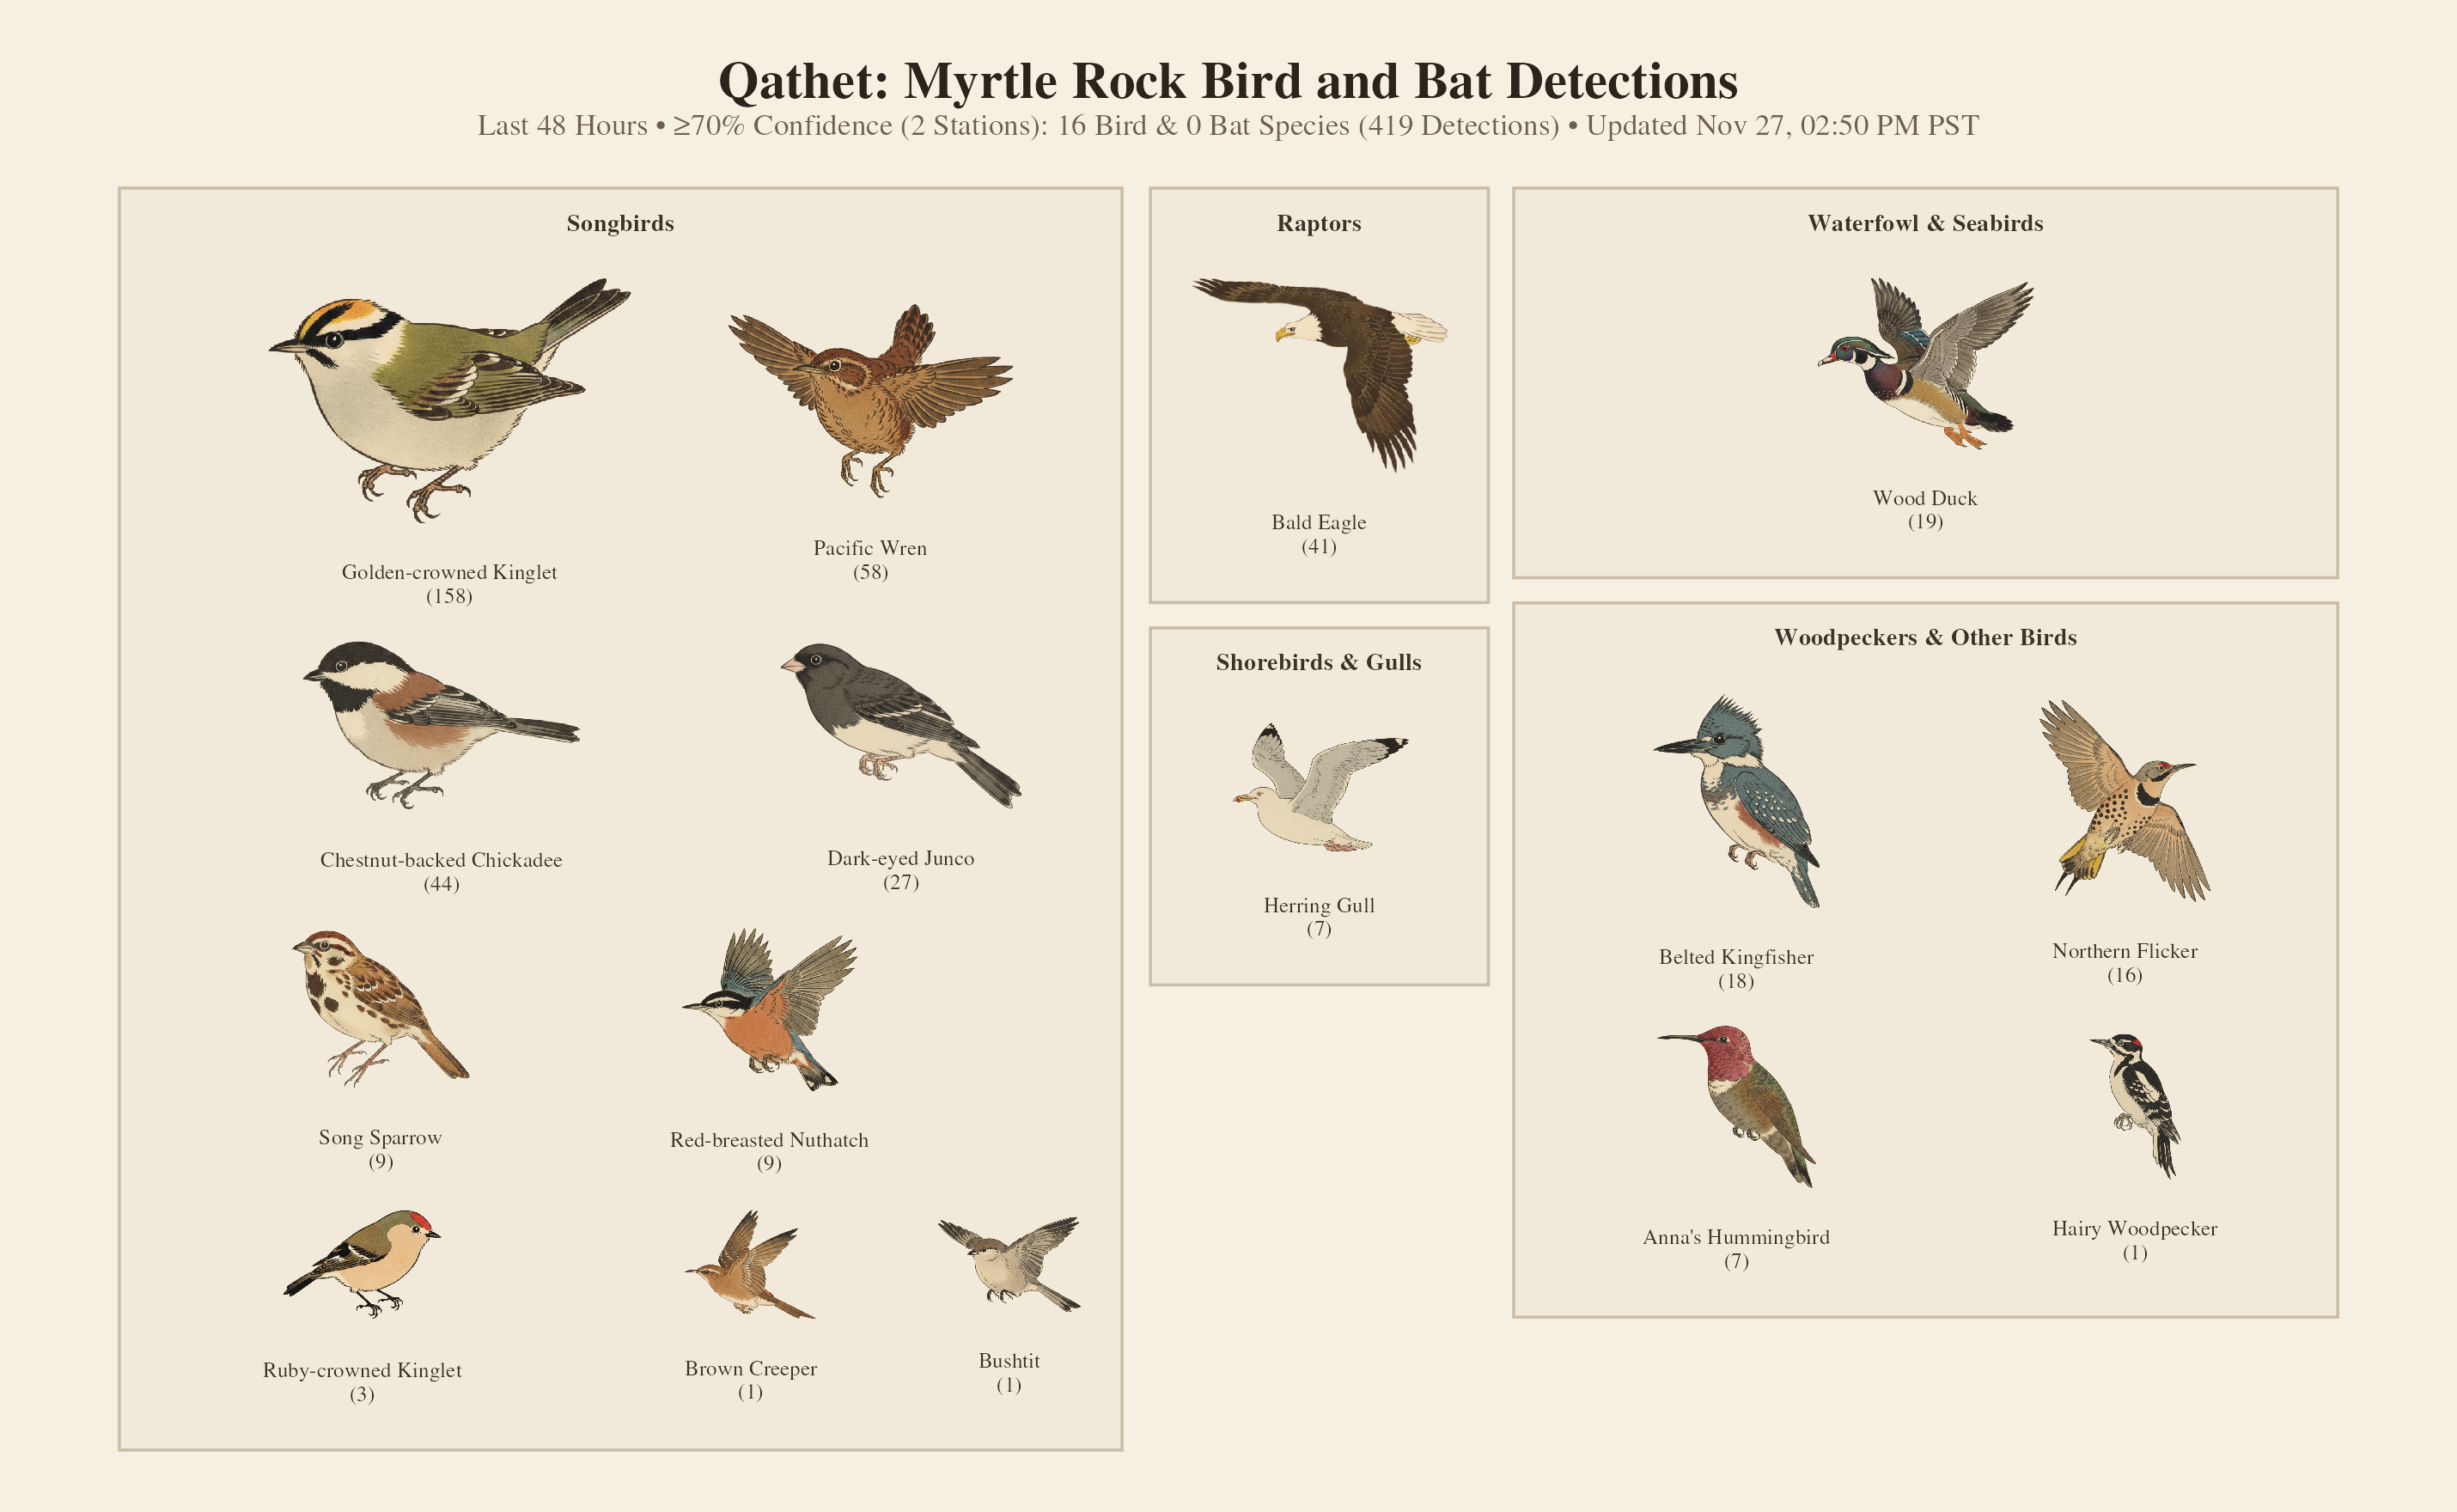 Qathet: Myrtle Rock Bird and Bat Detections
Last 48 Hours • ≥70% Confidence (2 Stations): 16 Bird & 0 Bat Species (419 Detections) • Updated Nov 27, 02:50 PM PST
Songbirds
Golden-crowned Kinglet
(158)
Pacific Wren
(58)
Chestnut-backed Chickadee
(44)
Dark-eyed Junco
(27)
Song Sparrow
(9)
Red-breasted Nuthatch
(9)
Ruby-crowned Kinglet
(3)
Brown Creeper
(1)
Bushtit
(1)
Raptors
Bald Eagle
(41)
Shorebirds & Gulls
Herring Gull
(7)
Waterfowl & Seabirds
Wood Duck
(19)
Woodpeckers & Other Birds
Belted Kingfisher
(18)
Northern Flicker
(16)
Anna's Hummingbird
(7)
Hairy Woodpecker
(1)